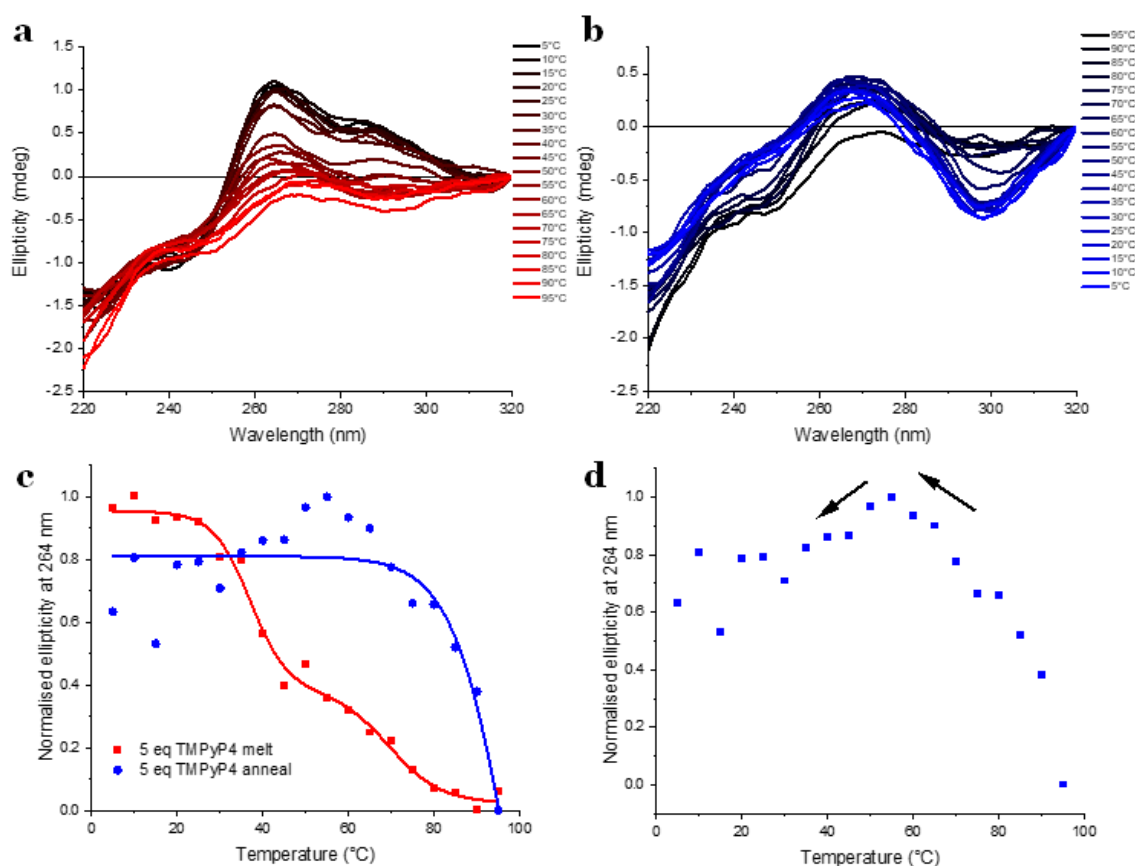 a
1.5
1.0
0.5
0.0
-0.5
-1.0
-1.5
-2.0
-2.5
220
240
260
280
300
320
Ellipticity (mdeg)
Wavelength (nm)
5°C
10°C
15°C
20°C
25°C
30°C
35°C
40°C
45°C
50°C
55°C
60°C
65°C
70°C
75°C
80°C
85°C
90°C
95°C
b
0.5
0.0
-0.5
-1.0
-1.5
-2.0
-2.5
220
240
260
280
300
320
Ellipticity (mdeg)
Wavelength (nm)
95°C
90°C
85°C
80°C
75°C
70°C
65°C
60°C
55°C
50°C
45°C
40°C
35°C
30°C
25°C
20°C
15°C
10°C
5°C
c
1.0
0.8
0.6
0.4
0.2
0.0
0
20
40
60
80
100
Normalised ellipticity at 264 nm
Temperature (°C)
5 eq TMPyP4 melt
5 eq TMPyP4 anneal
d
1.0
0.8
0.6
0.4
0.2
0.0
0
20
40
60
80
100
Normalised ellipticity at 264 nm
Temperature (°C)